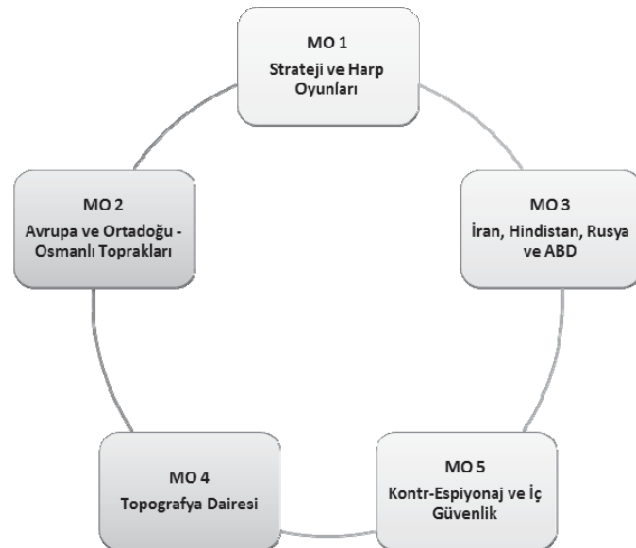 MO 1
Strateji ve Harp
Oyunları
MO 2
Avrupa ve Ortadoğu -
Osmanlı Toprakları
MO 3
İran, Hindistan, Rusya
ve ABD
MO 4
Topografya Dairesi
MO 5
Kontr-Espiyonaj ve İç
Güvenlik